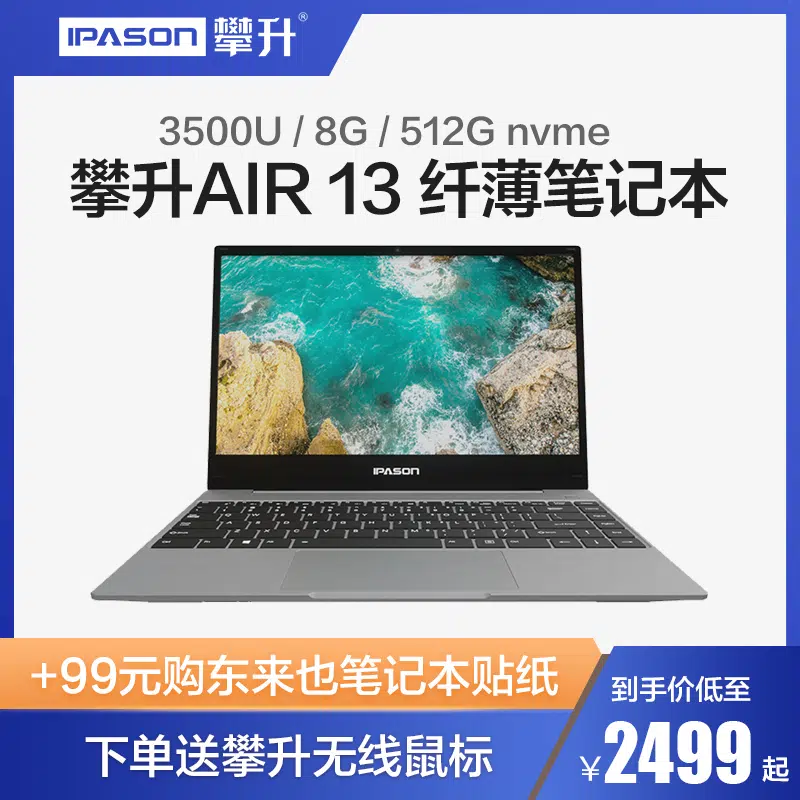 IPASON 攀升®
3500U / 8G / 512G nvme
攀升AIR 13 纤薄笔记本
IPASON
+99元购东来也笔记本贴纸
到手价低至
下单送攀升无线鼠标
¥2499起